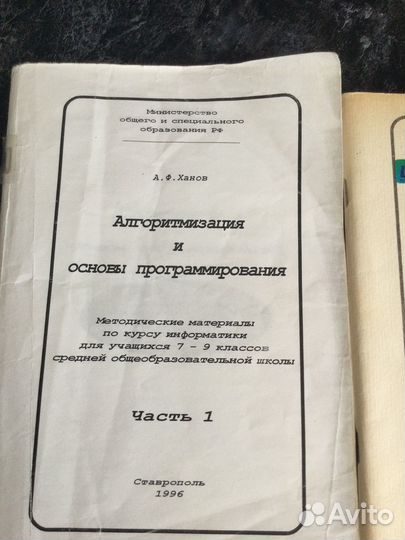 Министерство
общего и специального
образования РФ
А.Ф.Ханов
Алгоритмизация
и
основы программирования
Методические материалы
по курсу информатики
для учащихся 7 - 9 классов
средней общеобразовательной школы
Часть 1
Ставрополь
1996
Avito